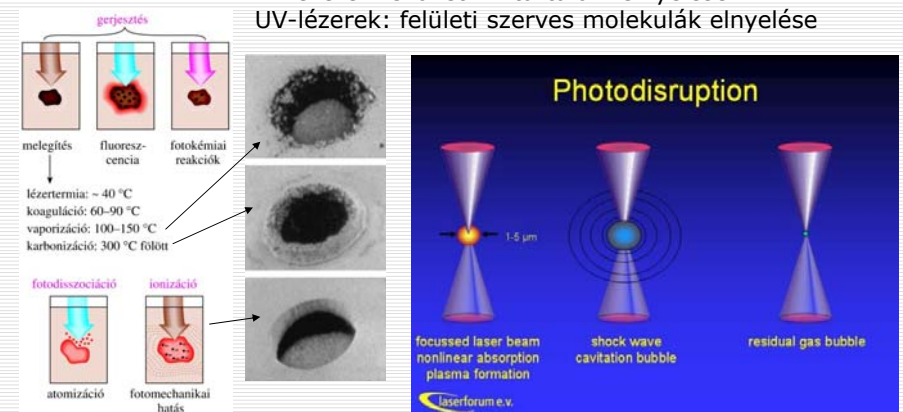 UV-lézerek: felületi szerves molekulák elnyelése
gerjesztés
melegítés
fluoresz-
cencia
fotokémiai
reakciók
lézertermia: ~ 40 °C
koaguláció: 60–90 °C
vaporizáció: 100–150 °C
karbonizáció: 300 °C fölött
fotodisszociáció
ionizáció
atomizáció
fotomechanikai
hatás
Photodisruption
1-5 µm
focussed laser beam
nonlinear absorption
plasma formation
shock wave
cavitation bubble
residual gas bubble
laserforum e.v.